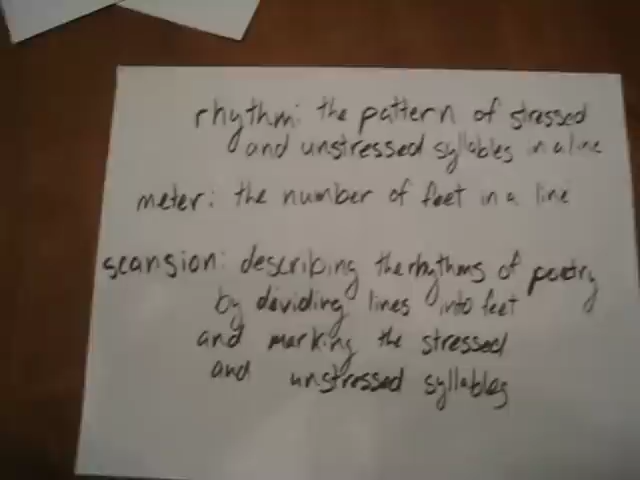 rhythm: the pattern of stressed
and unstressed syllables in a line
meter: the number of feet in a line
scansion: describing the rhythms of poetry
by dividing lines into feet
and marking the stressed
and unstressed syllables